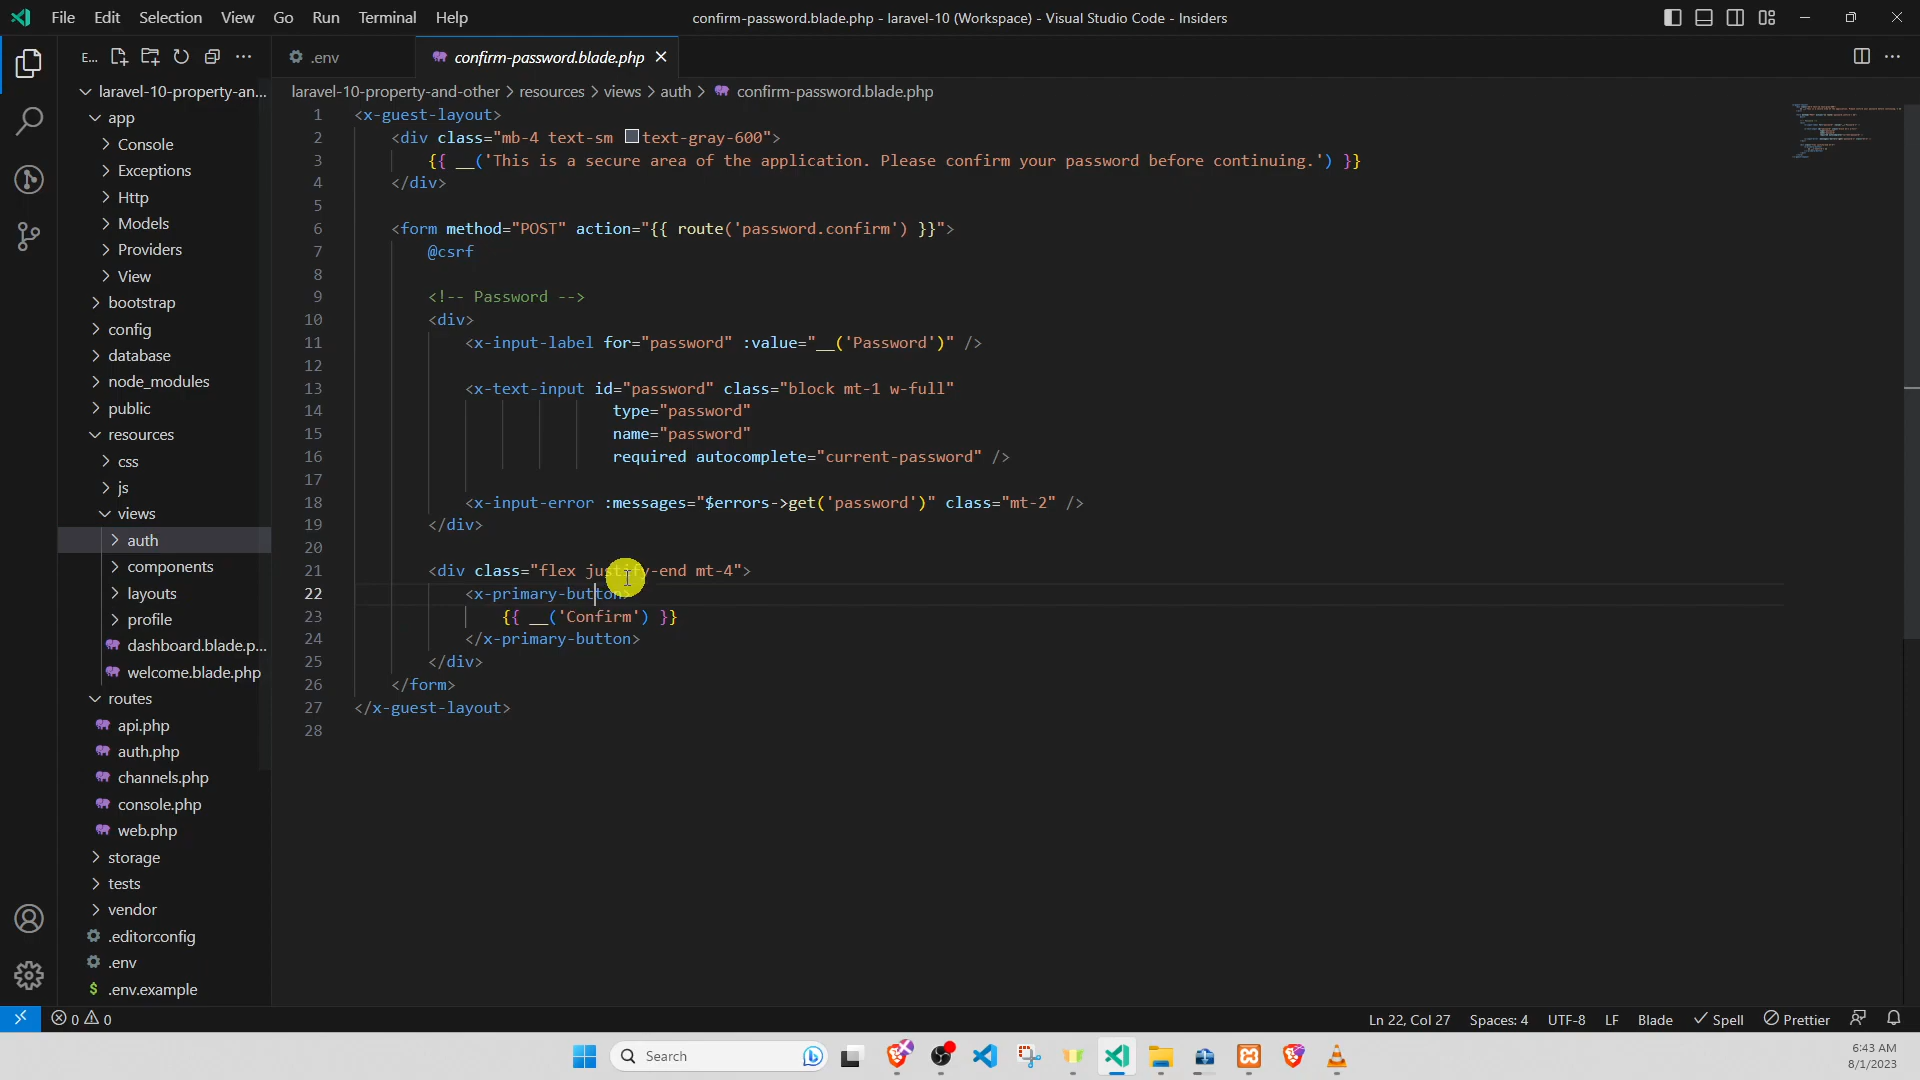 File Edit Selection View Go Run Terminal Help
confirm-password.blade.php - laravel-10 (Workspace) - Visual Studio Code - Insiders
E...
.env
confirm-password.blade.php
laravel-10-property-an...
app
Console
Exceptions
Http
Models
Providers
View
bootstrap
config
database
node_modules
public
resources
css
js
views
auth
components
layouts
profile
dashboard.blade.p...
welcome.blade.php
routes
api.php
auth.php
channels.php
console.php
web.php
storage
tests
vendor
.editorconfig
.env
$ .env.example
laravel-10-property-and-other > resources > views > auth > confirm-password.blade.php
1 <x-guest-layout>
2 <div class="mb-4 text-sm text-gray-600">
3 {{ __('This is a secure area of the application. Please confirm your password before continuing.') }}
4 </div>
5
6 <form method="POST" action="{{ route('password.confirm') }}">
7 @csrf
8
9 <!-- Password -->
10 <div>
11 <x-input-label for="password" :value="__('Password')" />
12
13 <x-text-input id="password" class="block mt-1 w-full"
14 type="password"
15 name="password"
16 required autocomplete="current-password" />
17
18 <x-input-error :messages="$errors->get('password')" class="mt-2" />
19 </div>
20
21 <div class="flex justify-end mt-4">
22 <x-primary-button>
23 {{ __('Confirm') }}
24 </x-primary-button>
25 </div>
26 </form>
27 </x-guest-layout>
28
0 0
Ln 22, Col 27 Spaces: 4 UTF-8 LF Blade Spell Prettier
Search
6:43 AM
8/1/2023